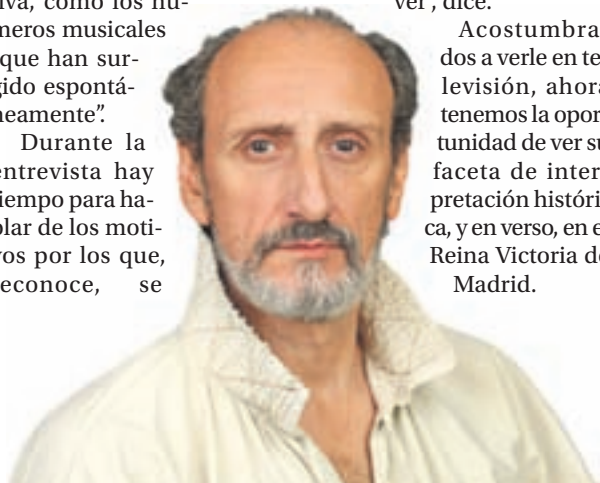 como los nú-
meros musicales
que han sur-
gido espontá-
neamente”.
Durante la
entrevista hay
tiempo para ha-
blar de los moti-
vos por los que,
reconoce, se
ver”, dice.
Acostumbra-
dos a verle en te-
levisión, ahora
tenemos la opor-
tunidad de ver su
faceta de inter-
pretación históri-
ca, y en verso, en el
Reina Victoria de
Madrid.